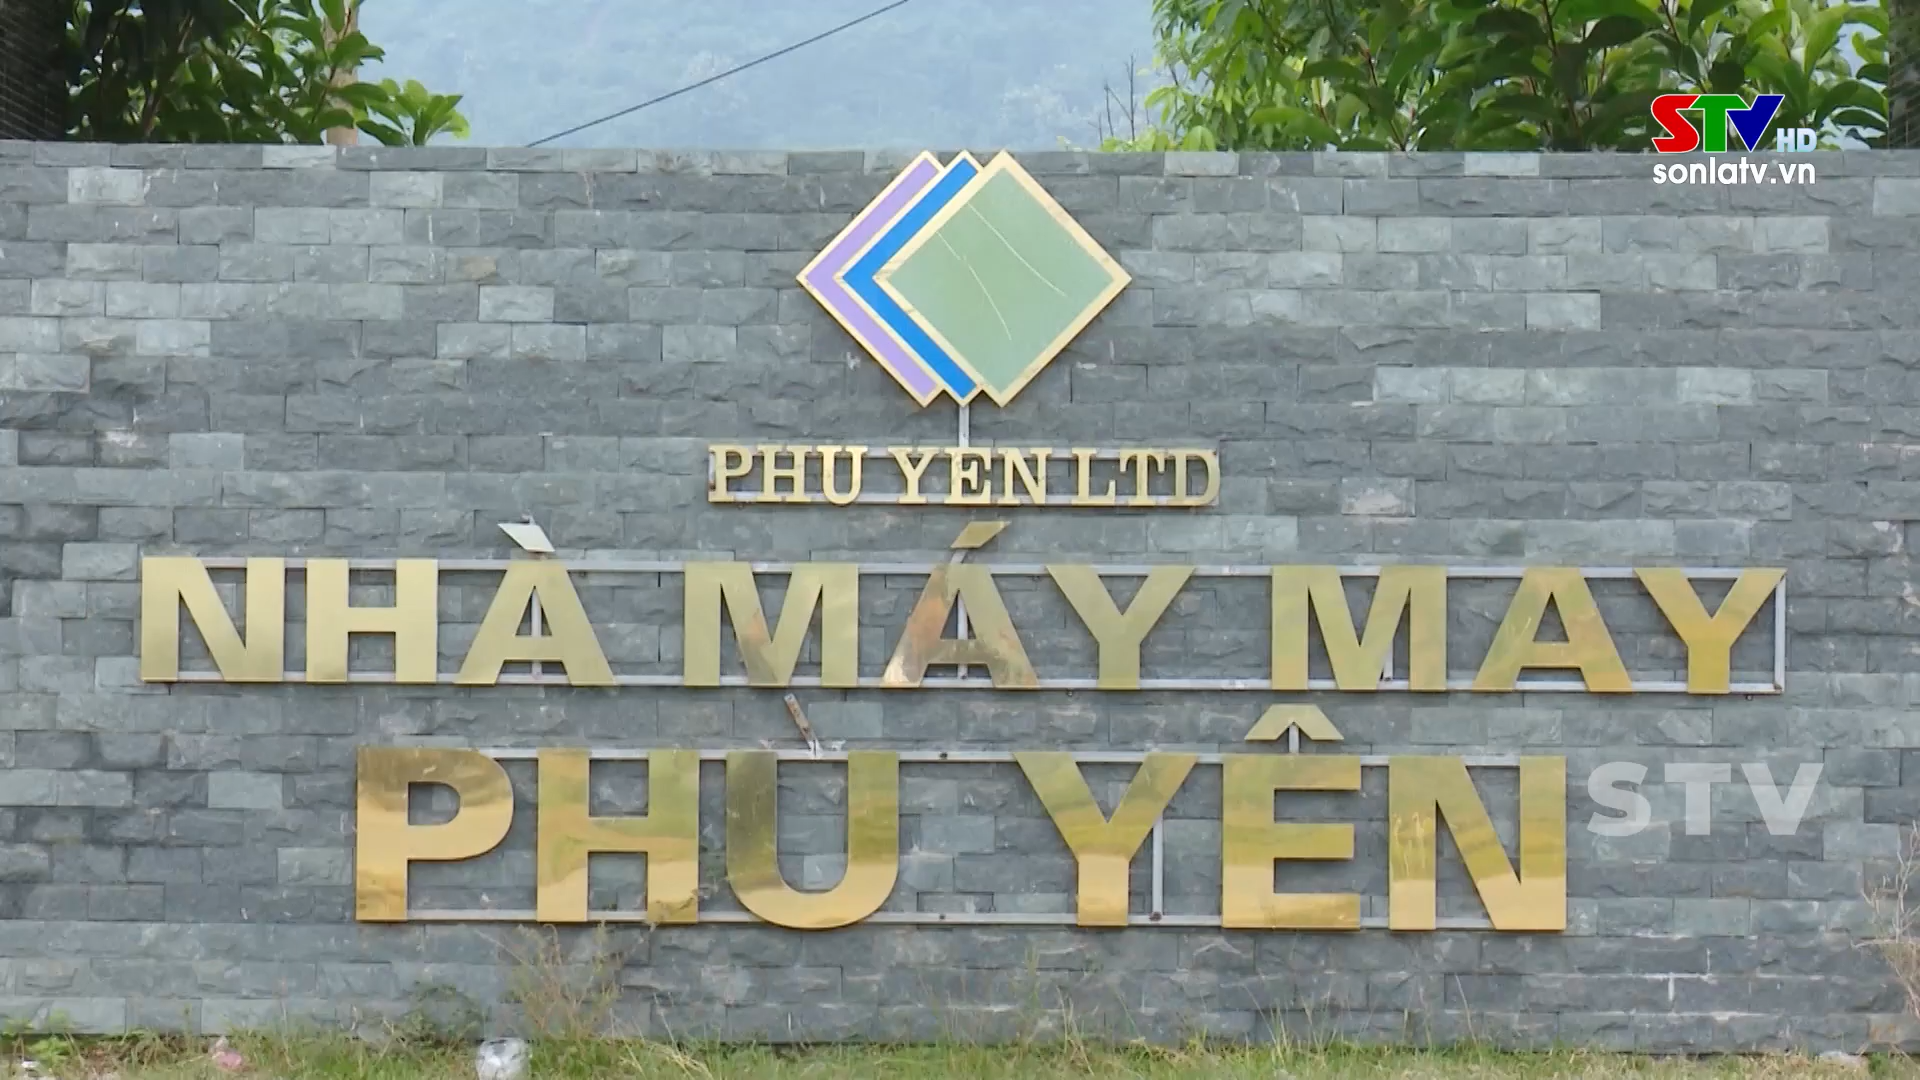 STV HD
sonlatv.vn
PHU YEN LTD
NHÀ MÁY MAY
PHÙ YÊN
STV